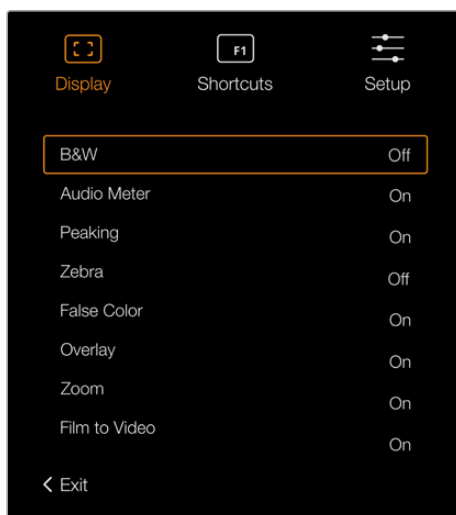 F1
Display Shortcuts Setup
B&W Off
Audio Meter On
Peaking On
Zebra Off
False Color On
Overlay On
Zoom On
Film to Video On
Exit